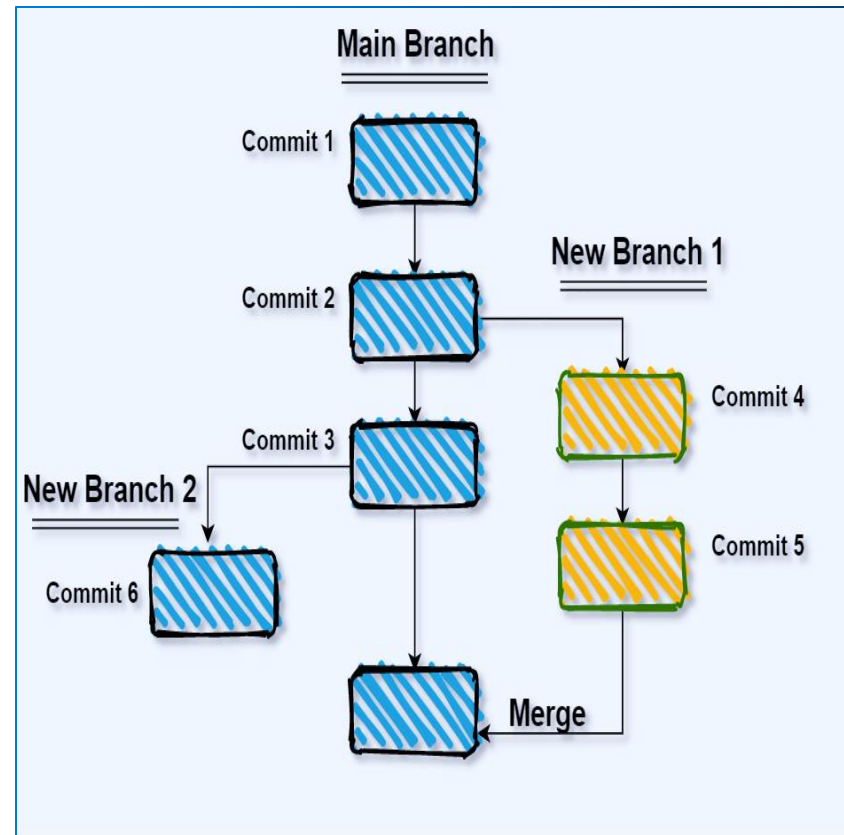 Main Branch
Commit 1
New Branch 1
Commit 2
Commit 4
Commit 3
New Branch 2
Commit 5
Commit 6
Merge